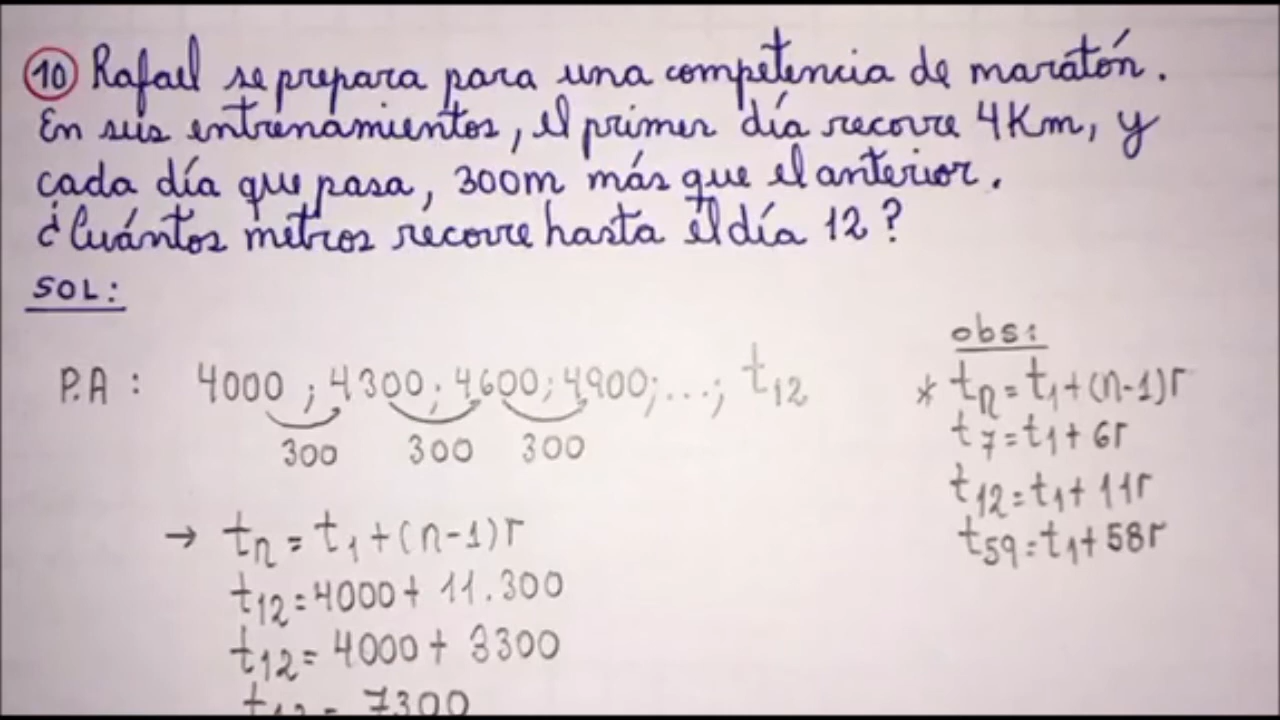 10 Rafael se prepara para una competencia de maratón.
En sus entrenamientos, el primer día recorre 4Km, y
cada día que pasa, 300m más que el anterior.
¿Cuántos metros recorre hasta el día 12?
SOL:
P.A : 4000 ; 4300 ; 4600 ; 4900 ; ... ; t12
300 300 300
→ tn = t1 + (n-1)r
t12 = 4000 + 11.300
t12 = 4000 + 3300
t12 = 7300
obs:
* tn = t1 + (n-1)r
t7 = t1 + 6r
t12 = t1 + 11r
t59 = t1 + 58r